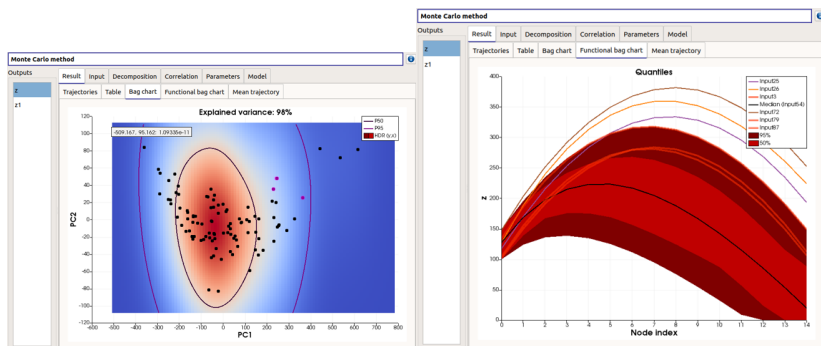 Monte Carlo method
Outputs
z
z1
Result Input Decomposition Correlation Parameters Model
Trajectories Table Bag chart Functional bag chart Mean trajectory
Explained variance: 98%
-509.167, 95.162: 1.09336e-11
P50
P95
HDR (y,x)
120
100
80
60
40
20
0
-20
-40
-60
-80
-100
-120
PC2
-600 -500 -400 -300 -200 -100 0 100 200 300 400 500 600 700 800
PC1
Monte Carlo method
Outputs
z
z1
Result Input Decomposition Correlation Parameters Model
Trajectories Table Bag chart Functional bag chart Mean trajectory
Quantiles
Input25
Input26
Input3
Median (Input64)
Input72
Input79
Input87
95%
50%
400
350
300
250
200
150
100
50
0
z
0 1 2 3 4 5 6 7 8 9 10 11 12 13 14
Node index